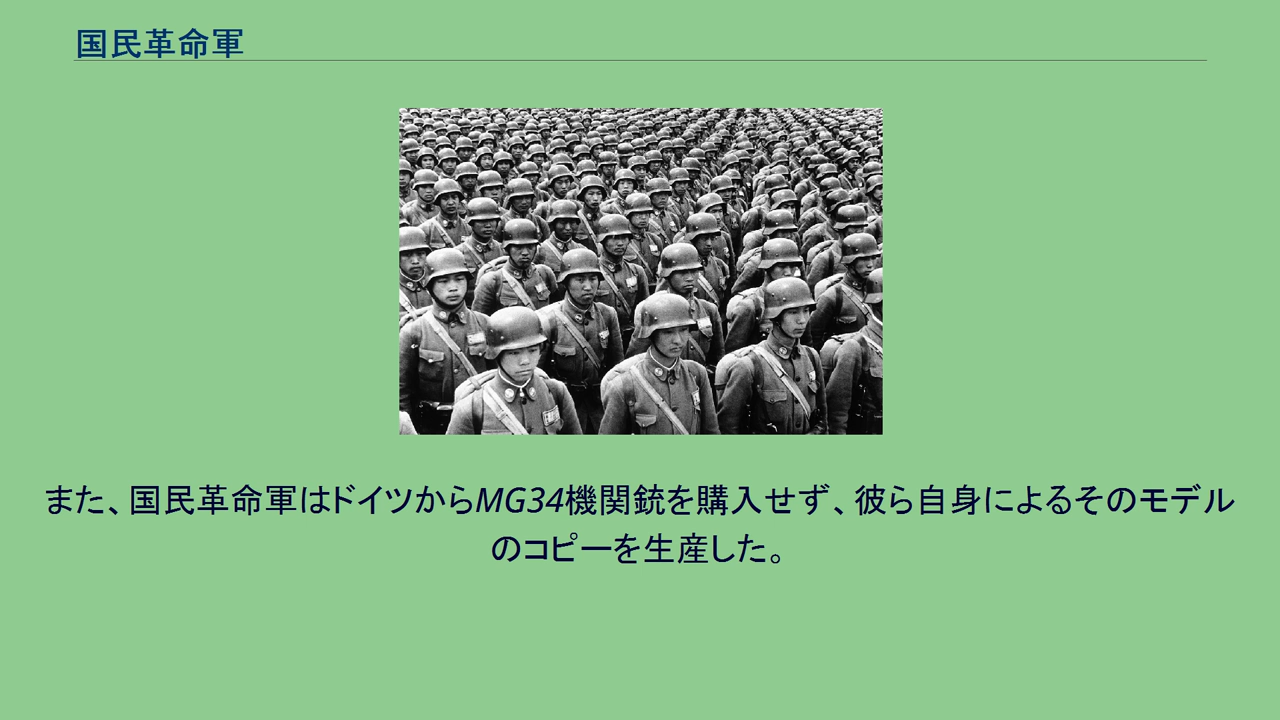 国民革命軍
また、国民革命軍はドイツからMG34機関銃を購入せず、彼ら自身によるそのモデル
のコピーを生産した。